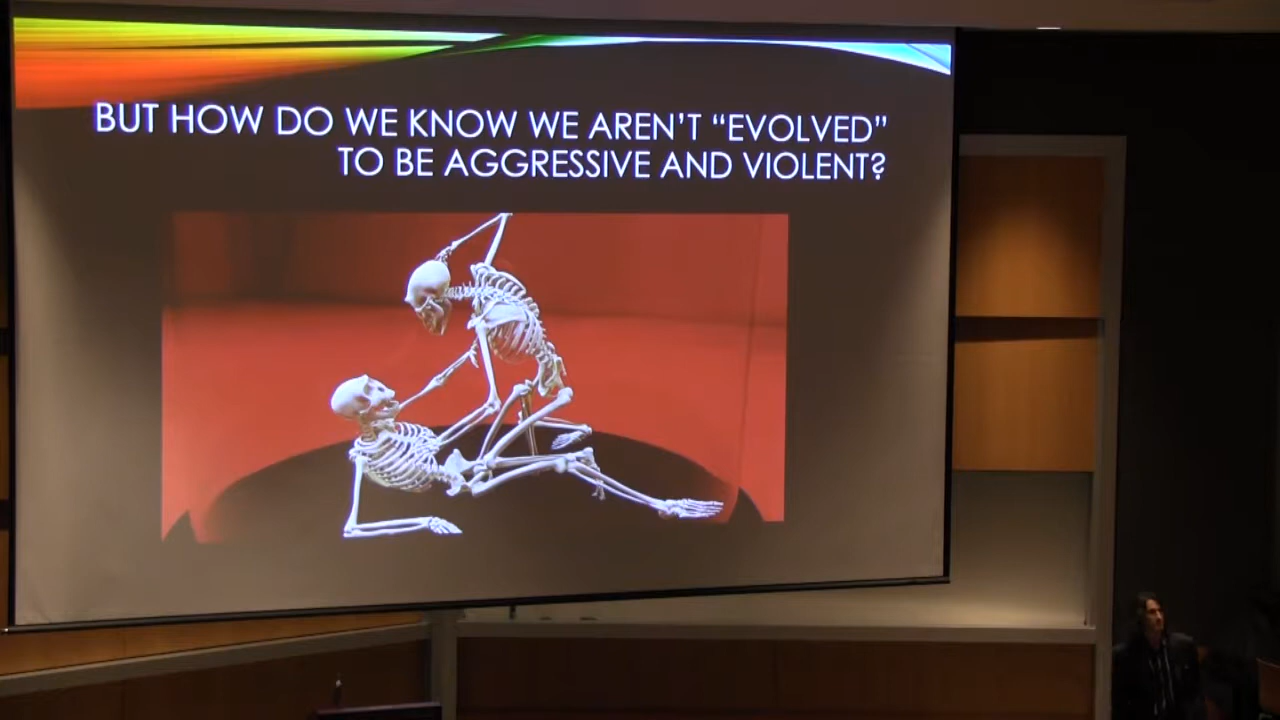 BUT HOW DO WE KNOW WE AREN’T “EVOLVED”
TO BE AGGRESSIVE AND VIOLENT?